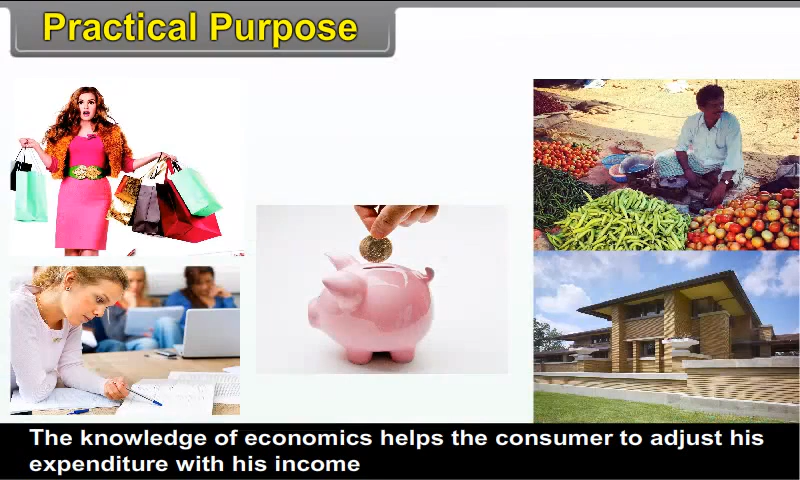 Practical Purpose
The knowledge of economics helps the consumer to adjust his
expenditure with his income